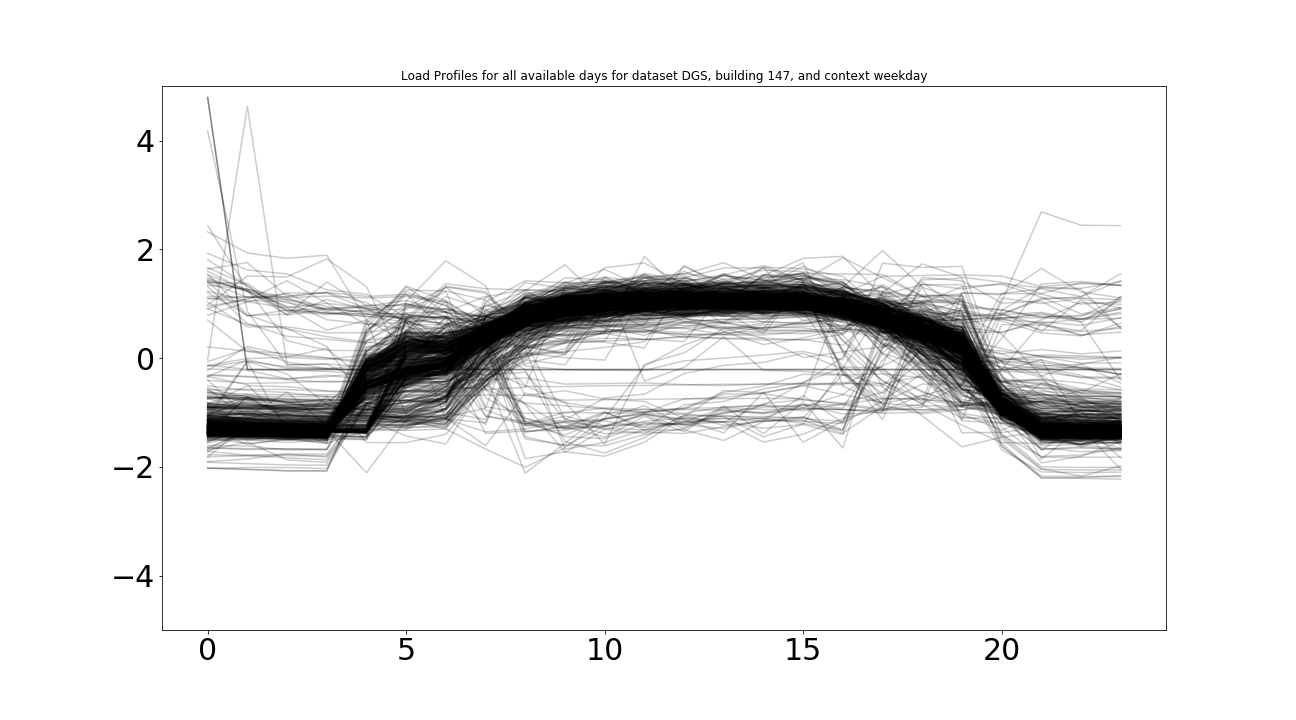 Load Profiles for all available days for dataset DGS, building 147, and context weekday
4
2
0
−2
−4
0 5 10 15 20